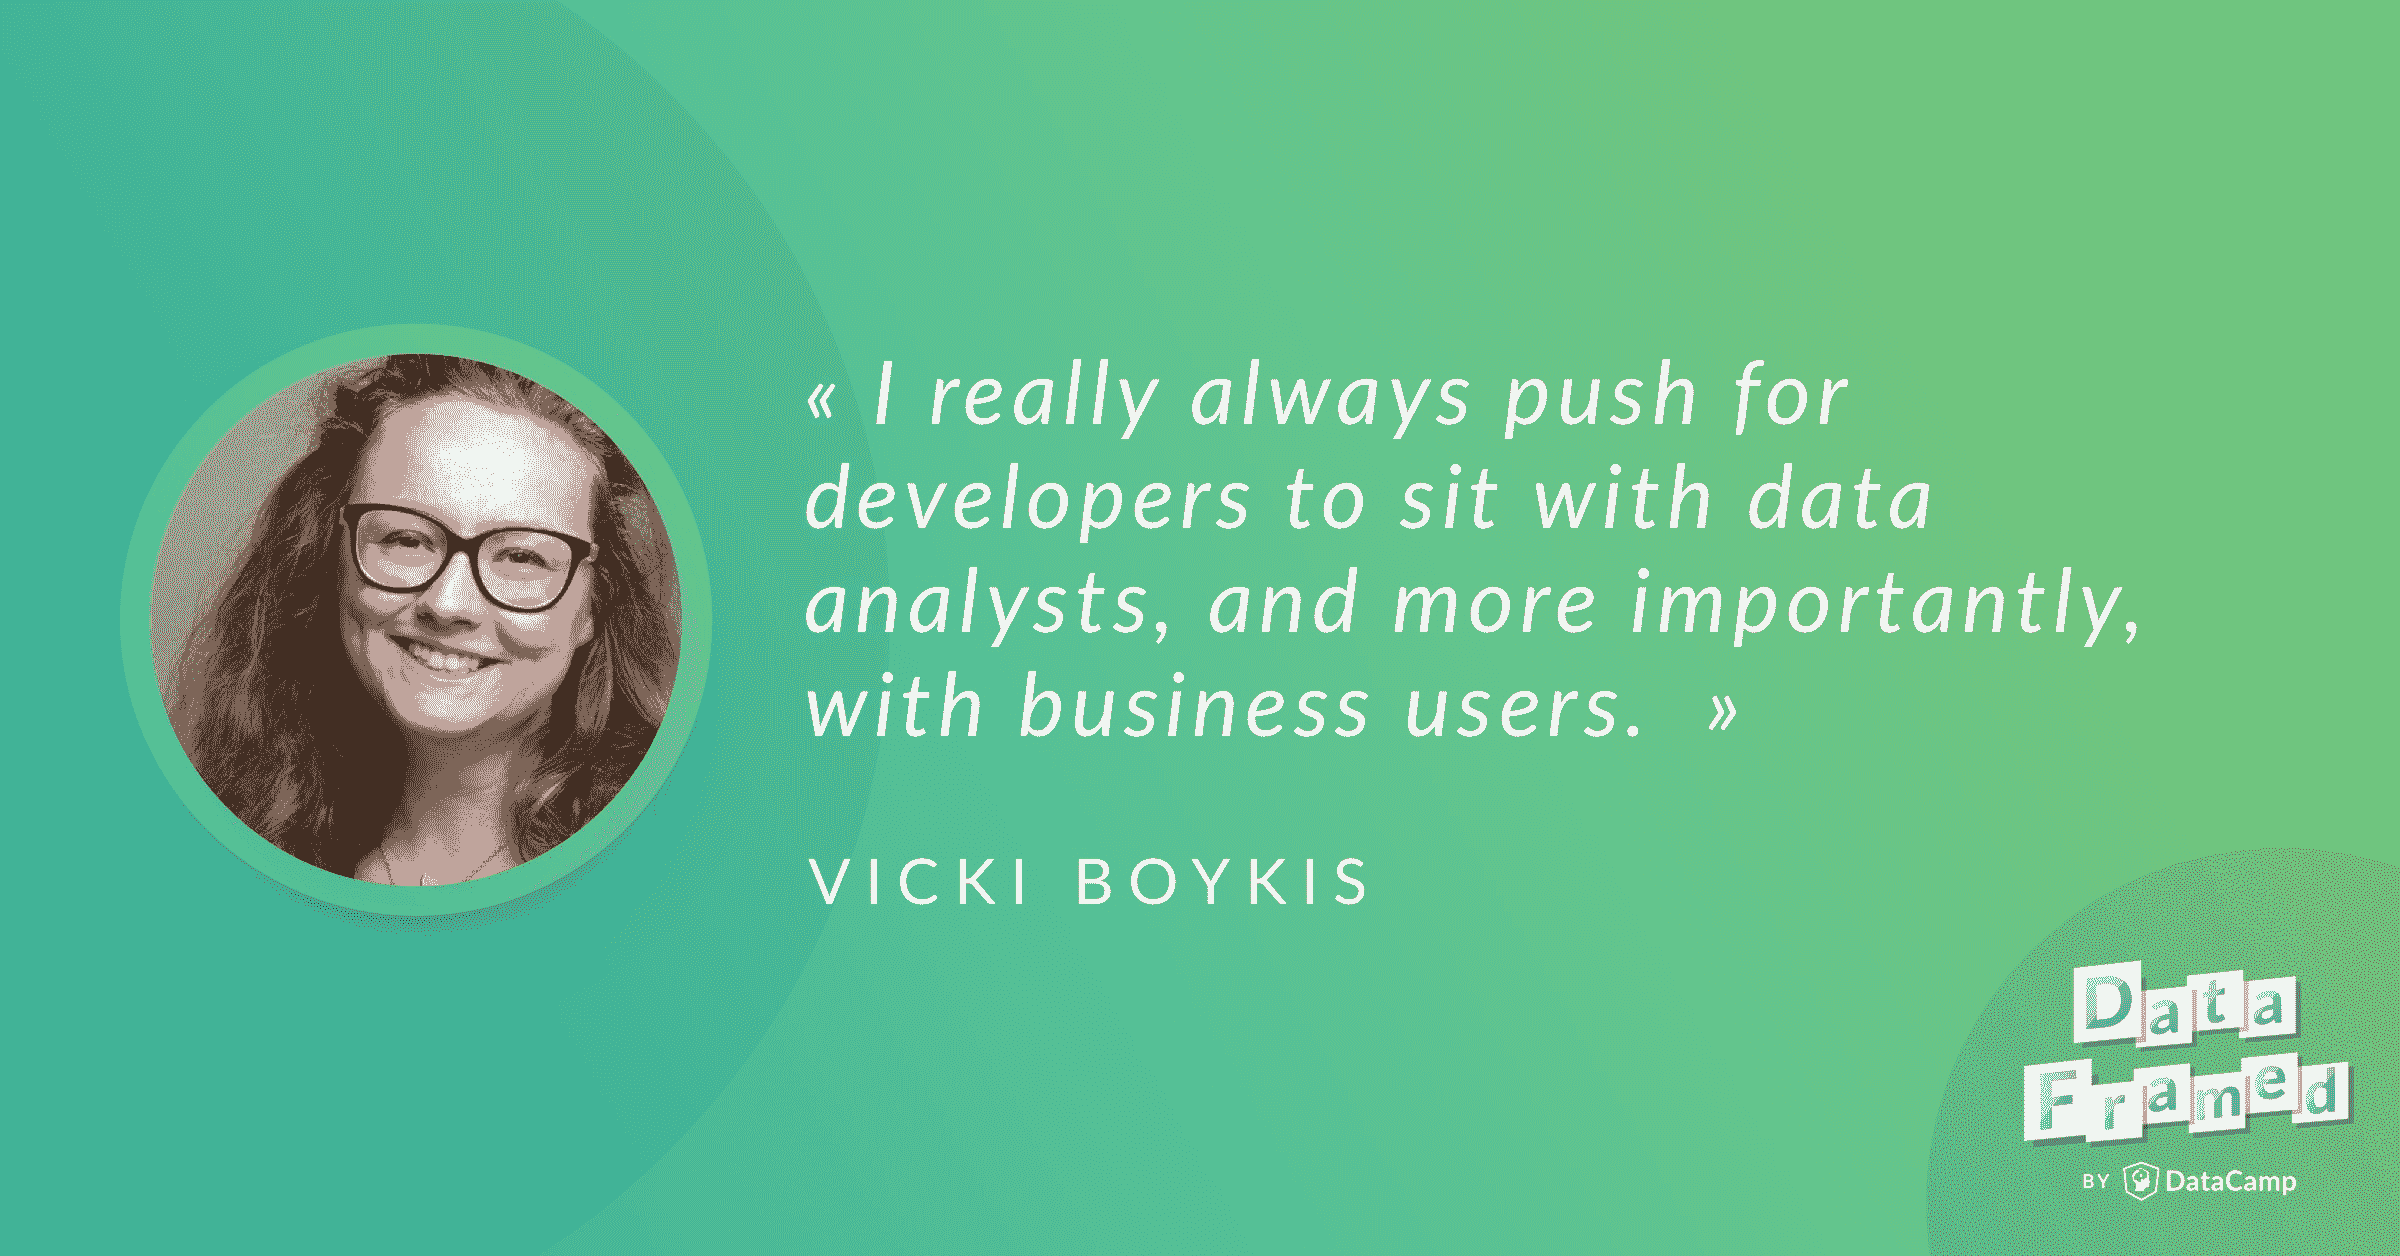 « I really always push for
developers to sit with data
analysts, and more importantly,
with business users. »
VICKI BOYKIS
Data
Framed
BY DataCamp